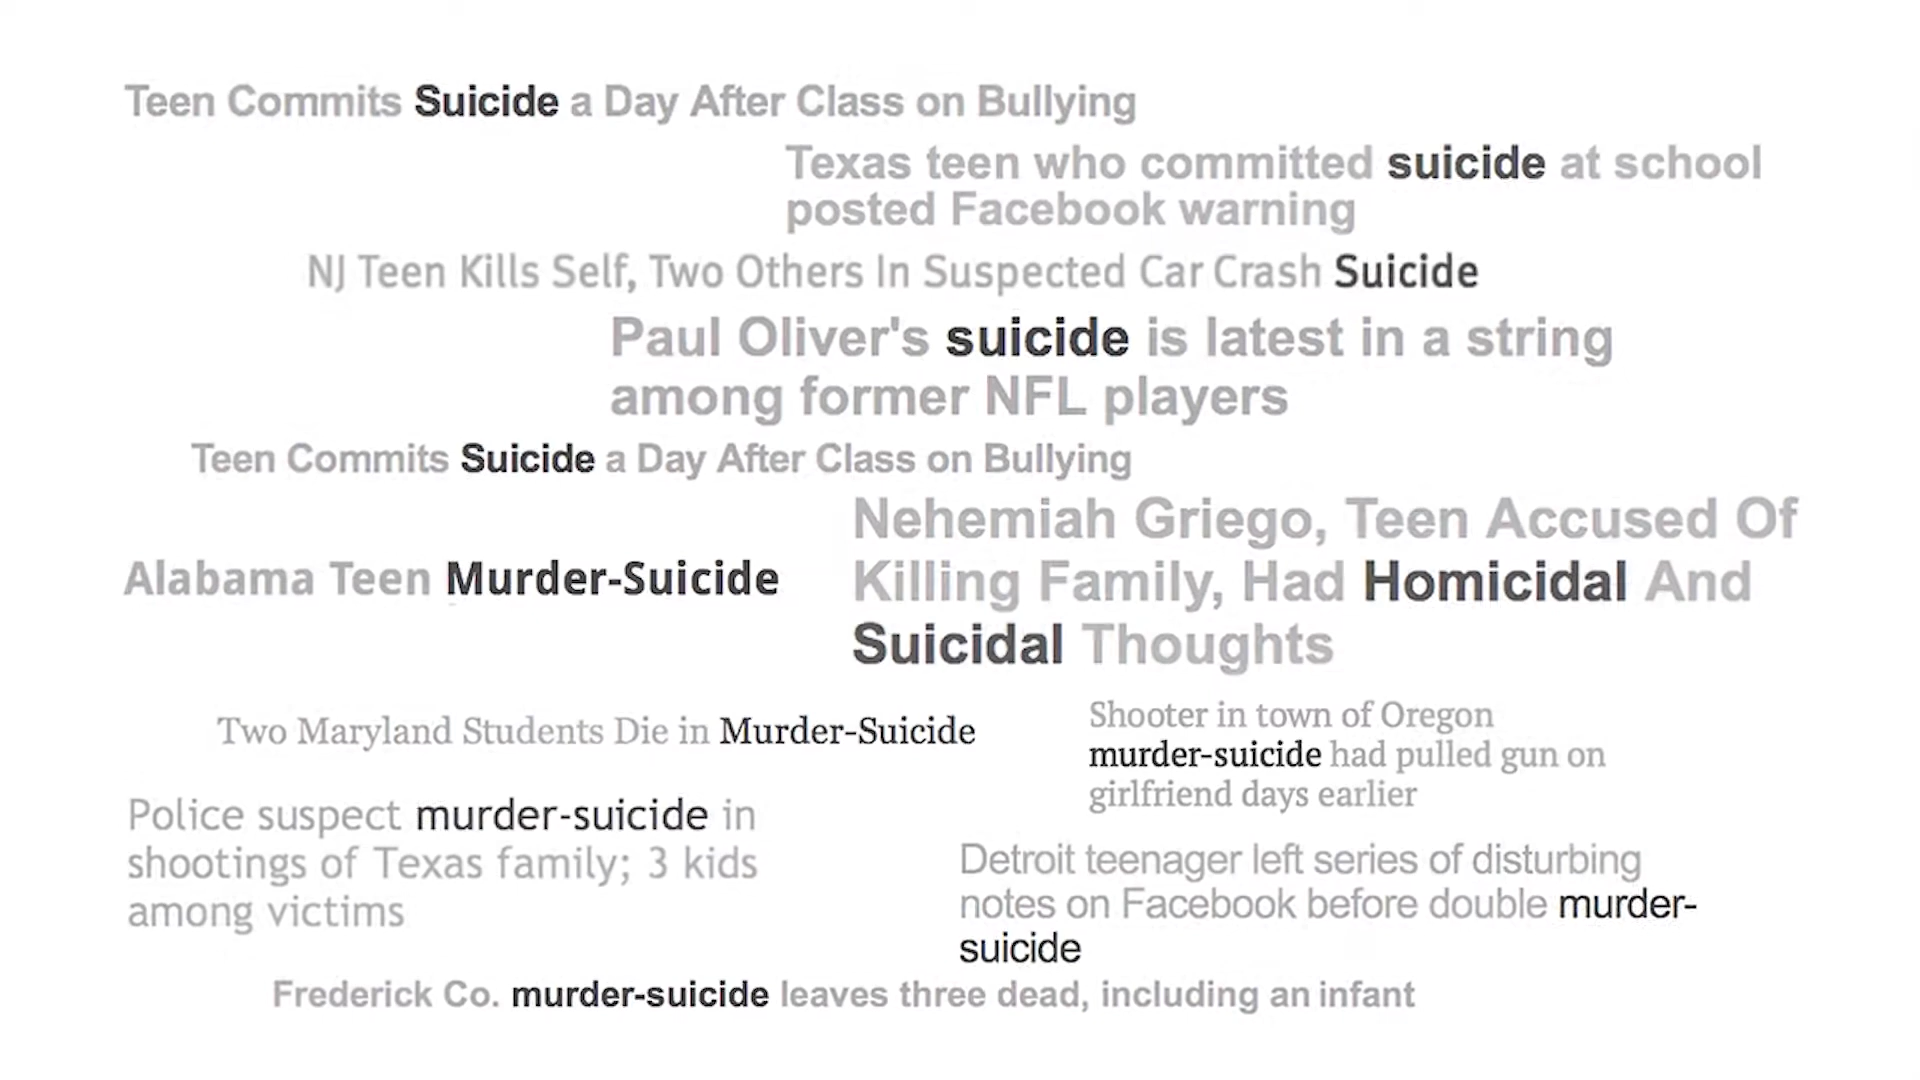 Teen Commits Suicide a Day After Class on Bullying
Texas teen who committed suicide at school
posted Facebook warning
NJ Teen Kills Self, Two Others In Suspected Car Crash Suicide
Paul Oliver's suicide is latest in a string
among former NFL players
Teen Commits Suicide a Day After Class on Bullying
Alabama Teen Murder-Suicide
Nehemiah Griego, Teen Accused Of
Killing Family, Had Homicidal And
Suicidal Thoughts
Two Maryland Students Die in Murder-Suicide
Shooter in town of Oregon
murder-suicide had pulled gun on
girlfriend days earlier
Police suspect murder-suicide in
shootings of Texas family; 3 kids
among victims
Detroit teenager left series of disturbing
notes on Facebook before double murder-
suicide
Frederick Co. murder-suicide leaves three dead, including an infant